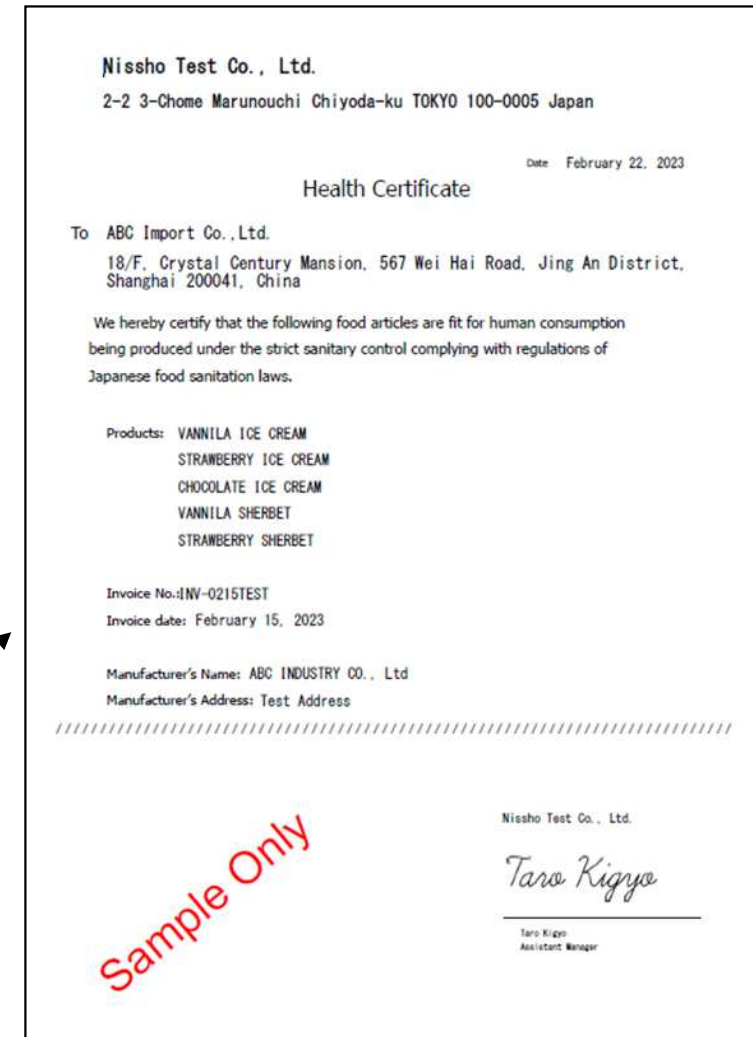 Nissho Test Co., Ltd.
2-2 3-Chome Marunouchi Chiyoda-ku TOKYO 100-0005 Japan
Date February 22, 2023
Health Certificate
To ABC Import Co.,Ltd.
18/F, Crystal Century Mansion, 567 Wei Hai Road, Jing An District,
Shanghai 200041, China
We hereby certify that the following food articles are fit for human consumption
being produced under the strict sanitary control complying with regulations of
Japanese food sanitation laws.
Products: VANNILA ICE CREAM
STRAWBERRY ICE CREAM
CHOCOLATE ICE CREAM
VANNILA SHERBET
STRAWBERRY SHERBET
Invoice No.:INV-0215TEST
Invoice date: February 15, 2023
Manufacturer's Name: ABC INDUSTRY CO., Ltd
Manufacturer's Address: Test Address
Sample Only
Nissho Test Co., Ltd.
Taro Kigyo
Taro Kigyo
Assistant Manager